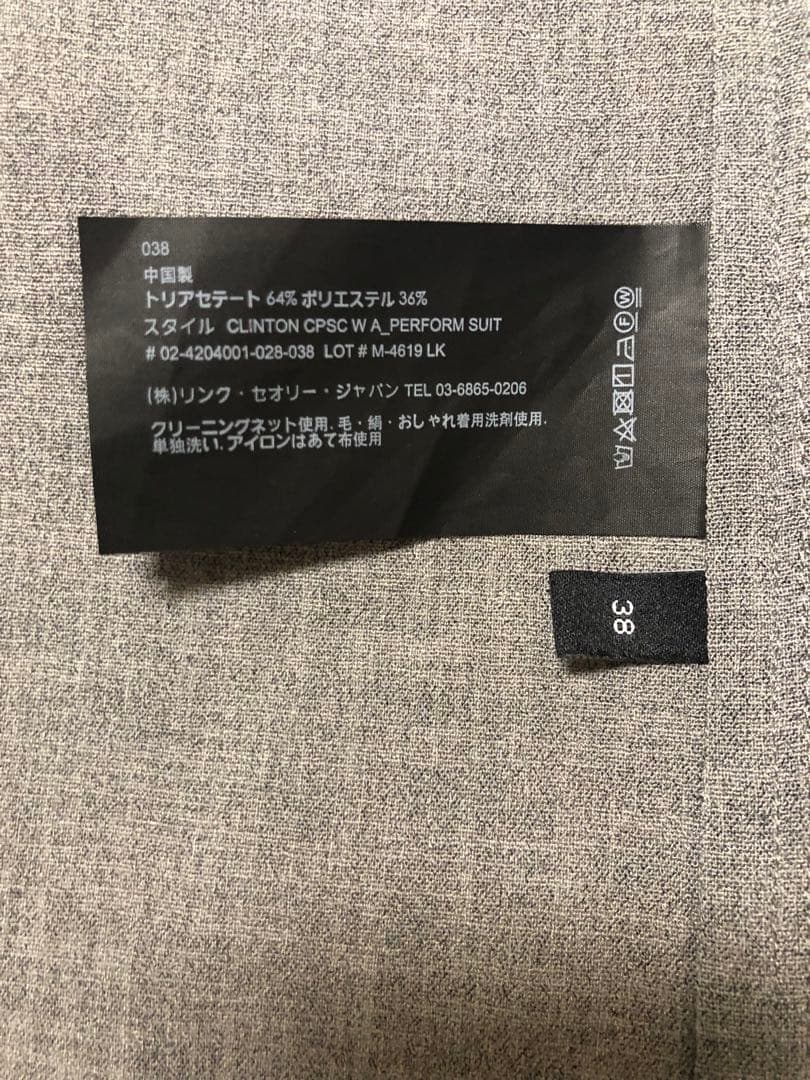 038
中国製
トリアセテート 64% ポリエステル 36%
スタイル CLINTON CPSC W A_PERFORM SUIT
# 02-4204001-028-038 LOT # M-4619 LK
(株)リンク・セオリー・ジャパン TEL 03-6865-0206
クリーニングネット使用.毛・絹・おしゃれ着用洗剤使用.
単独洗い.アイロンはあて布使用
W
F
38